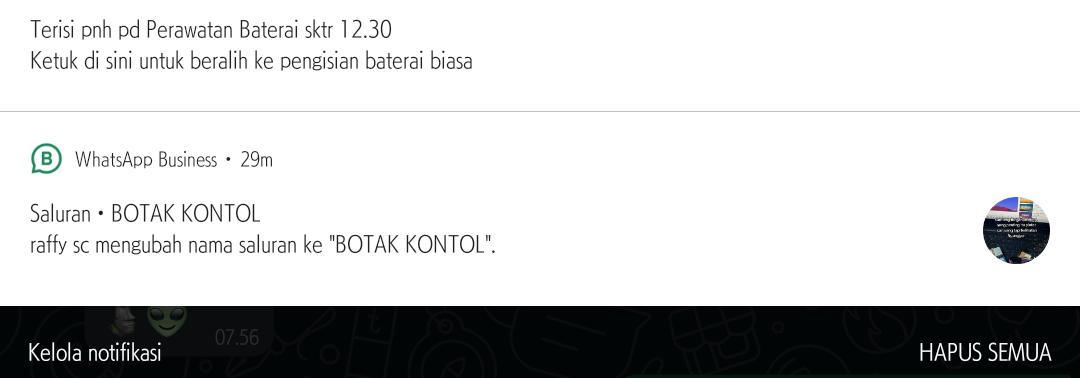 Terisi pnh pd Perawatan Baterai sktr 12.30
Ketuk di sini untuk beralih ke pengisian baterai biasa
WhatsApp Business • 29m
Saluran • BOTAK KONTOL
raffy sc mengubah nama saluran ke "BOTAK KONTOL".
07.56
Kelola notifikasi
HAPUS SEMUA